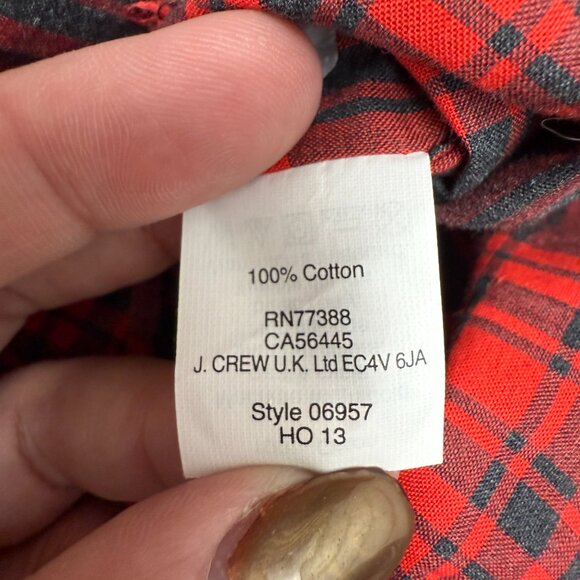 100% Cotton
RN77388
CA56445
J. CREW U.K. Ltd EC4V 6JA
Style 06957
HO 13